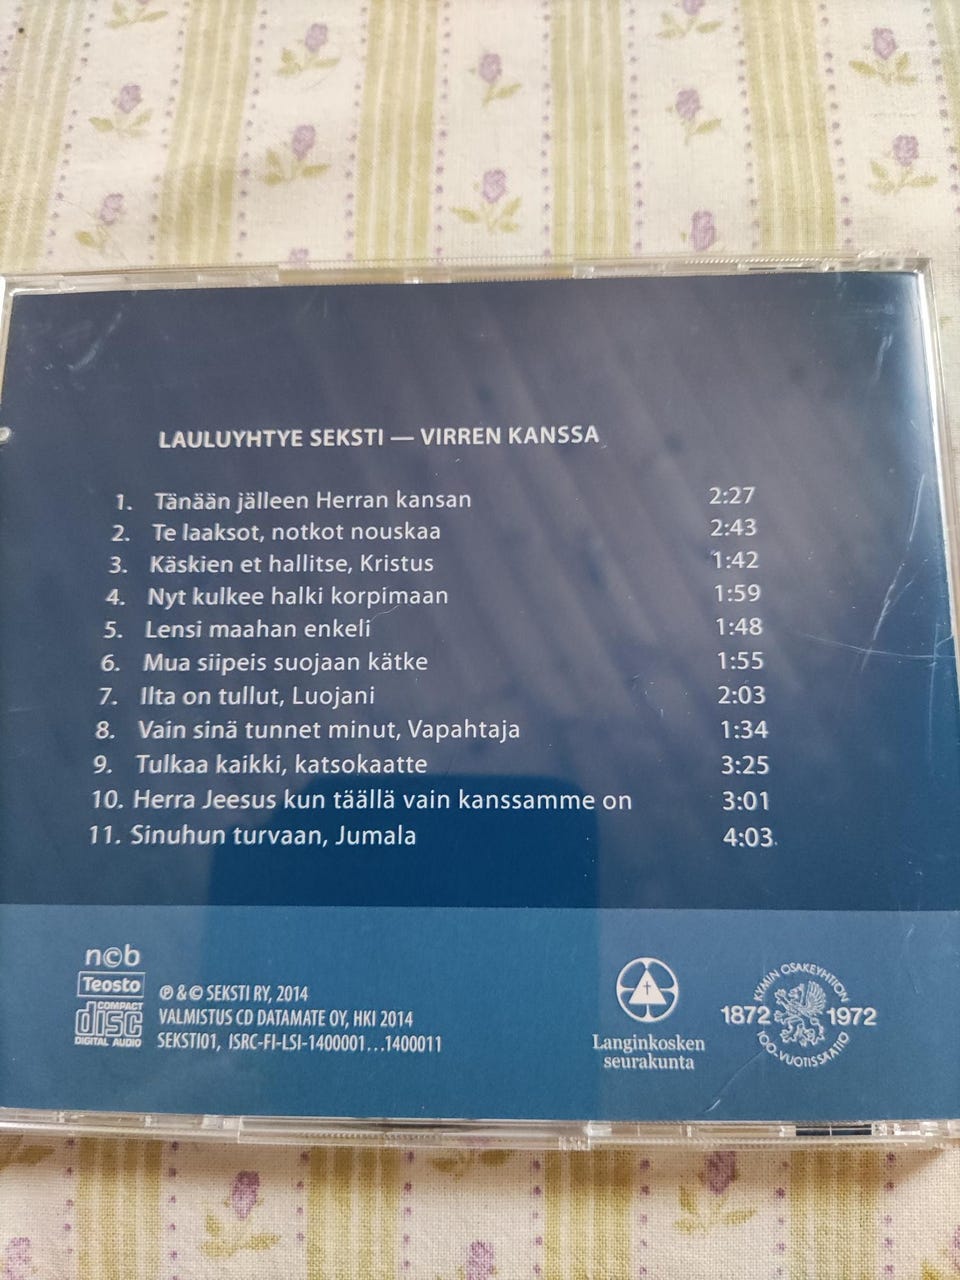 LAULUYHTYE SEKSTI — VIRREN KANSSA
1. Tänään jälleen Herran kansan 2:27
2. Te laaksot, notkot nouskaa 2:43
3. Käskien et hallitse, Kristus 1:42
4. Nyt kulkee halki korpimaan 1:59
5. Lensi maahan enkeli 1:48
6. Mua siipeis suojaan kätke 1:55
7. Ilta on tullut, Luojani 2:03
8. Vain sinä tunnet minut, Vapahtaja 1:34
9. Tulkaa kaikki, katsokaatte 3:25
10. Herra Jeesus kun täällä vain kanssamme on 3:01
11. Sinuhun turvaan, Jumala 4:03
n©b
Teosto
COMPACT
disc
DIGITAL AUDIO
℗ & © SEKSTI RY, 2014
VALMISTUS CD DATAMATE OY, HKI 2014
SEKSTI01, ISRC-FI-LSI-1400001...1400011
Langinkosken
seurakunta
KYMIN OSAKEYHTIÖN
1872 1972
100-VUOTISSÄÄTIÖ